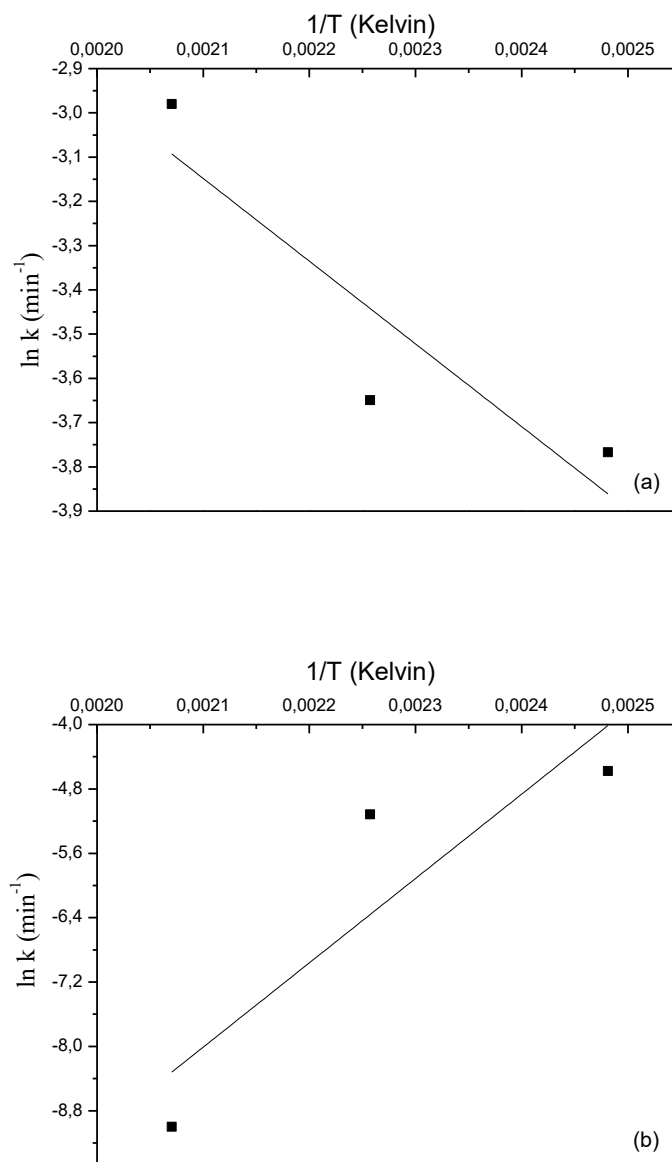 1/T (Kelvin)
0,0020 0,0021 0,0022 0,0023 0,0024 0,0025
-2,9
-3,0
-3,1
-3,2
-3,3
-3,4
-3,5
-3,6
-3,7
-3,8
-3,9
ln k (min⁻¹)
(a)
1/T (Kelvin)
0,0020 0,0021 0,0022 0,0023 0,0024 0,0025
-4,0
-4,8
-5,6
-6,4
-7,2
-8,0
-8,8
ln k (min⁻¹)
(b)